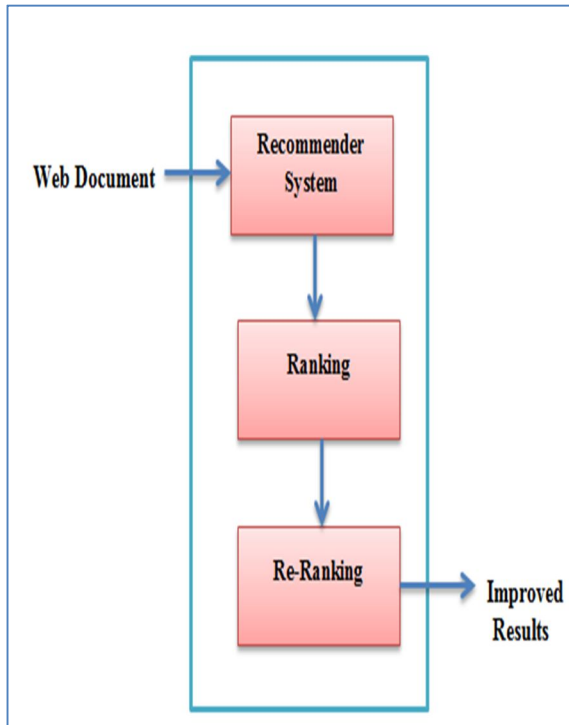 Recommender
System
Web Document
Ranking
Re-Ranking
Improved
Results